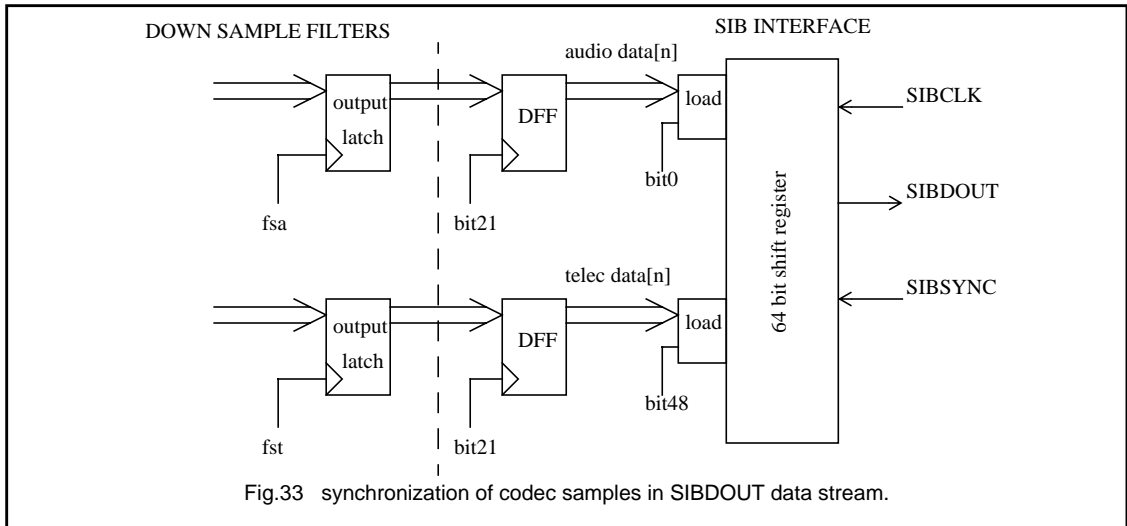 DOWN SAMPLE FILTERS
SIB INTERFACE
audio data[n]
output
latch
DFF
load
fsa
bit21
bit0
SIBCLK
SIBDOUT
SIBSYNC
64 bit shift register
telec data[n]
output
latch
DFF
load
fst
bit21
bit48
Fig.33 synchronization of codec samples in SIBDOUT data stream.